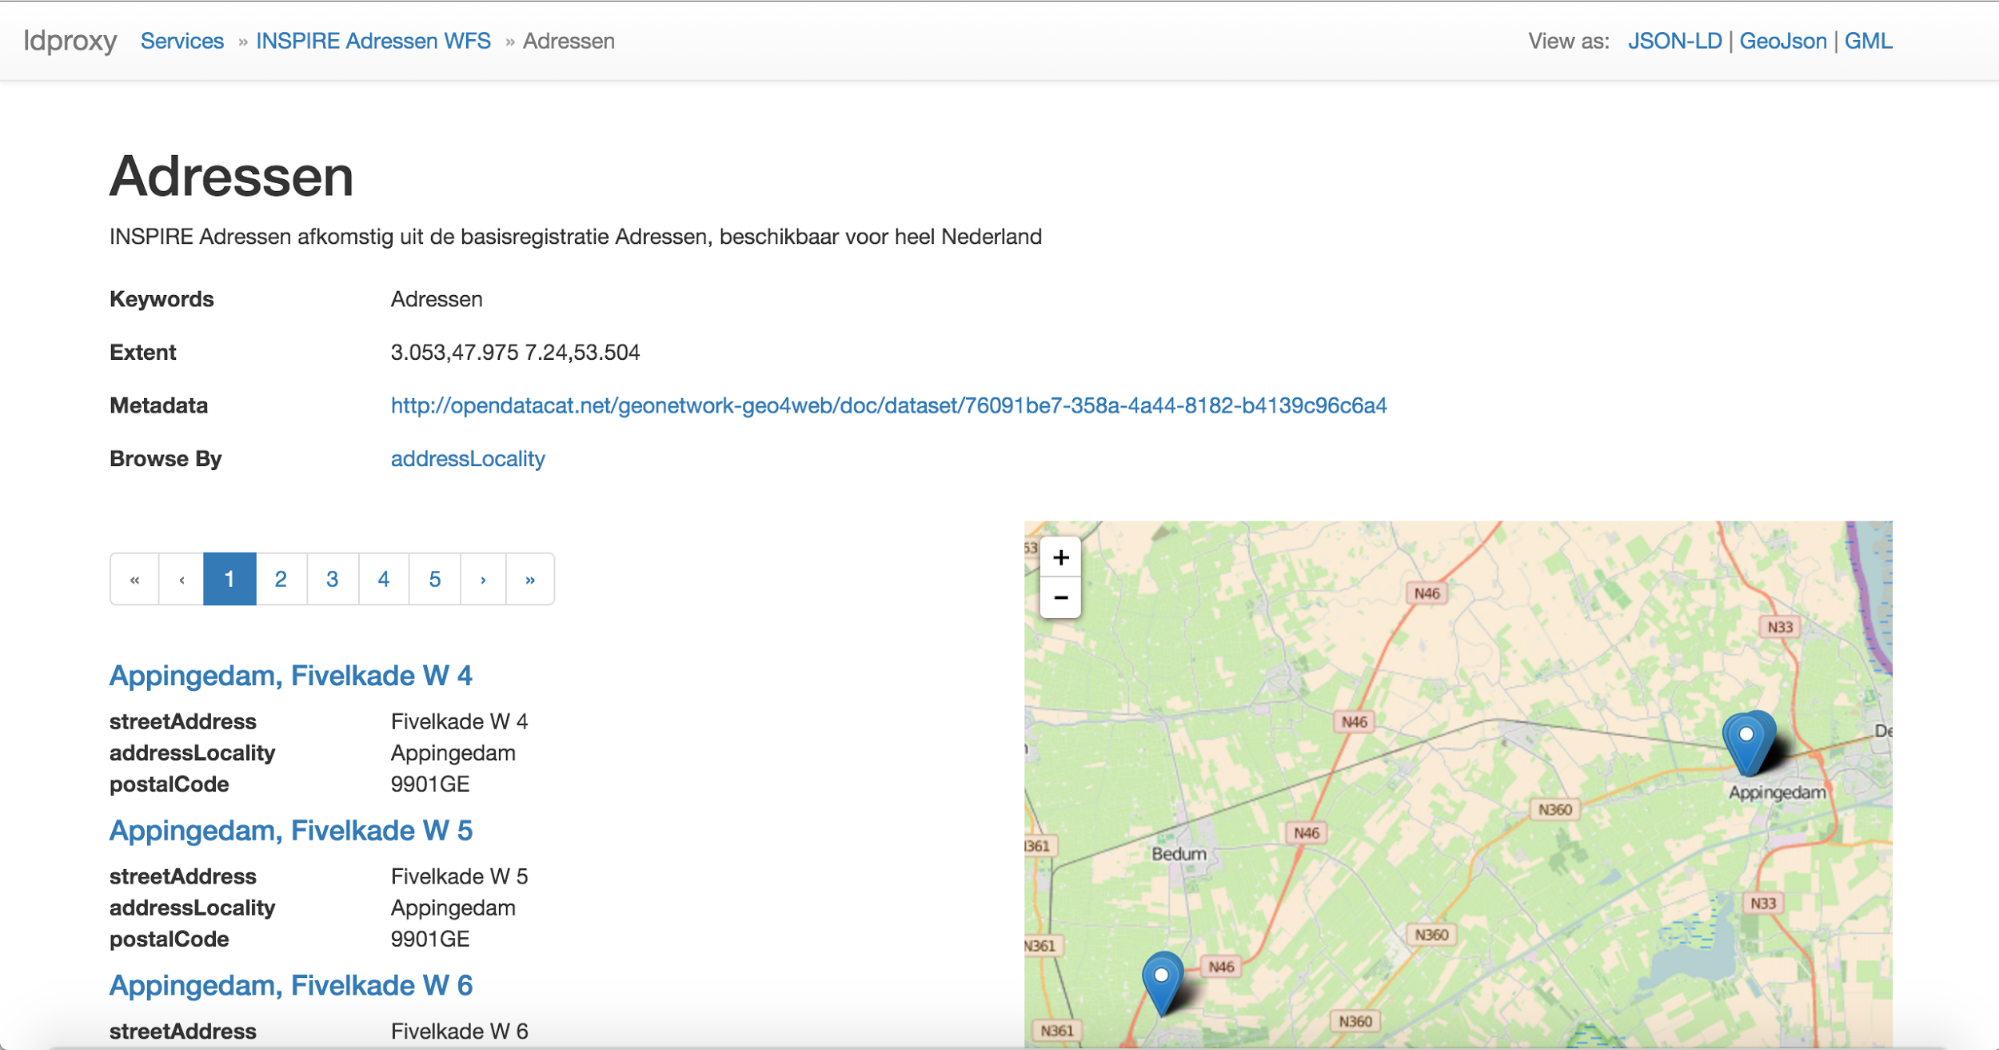 ldproxy Services » INSPIRE Adressen WFS » Adressen View as: JSON-LD | GeoJson | GML
Adressen
INSPIRE Adressen afkomstig uit de basisregistratie Adressen, beschikbaar voor heel Nederland
Keywords Adressen
Extent 3.053,47.975 7.24,53.504
Metadata http://opendatacat.net/geonetwork-geo4web/doc/dataset/76091be7-358a-4a44-8182-b4139c96c6a4
Browse By addressLocality
« ‹ 1 2 3 4 5 › »
Appingedam, Fivelkade W 4
streetAddress Fivelkade W 4
addressLocality Appingedam
postalCode 9901GE
Appingedam, Fivelkade W 5
streetAddress Fivelkade W 5
addressLocality Appingedam
postalCode 9901GE
Appingedam, Fivelkade W 6
streetAddress Fivelkade W 6
63
+
−
N46
N33
N46
De
Appingedam
N360
N46
361
Bedum
N33
N360
N361
N46
N360
N361